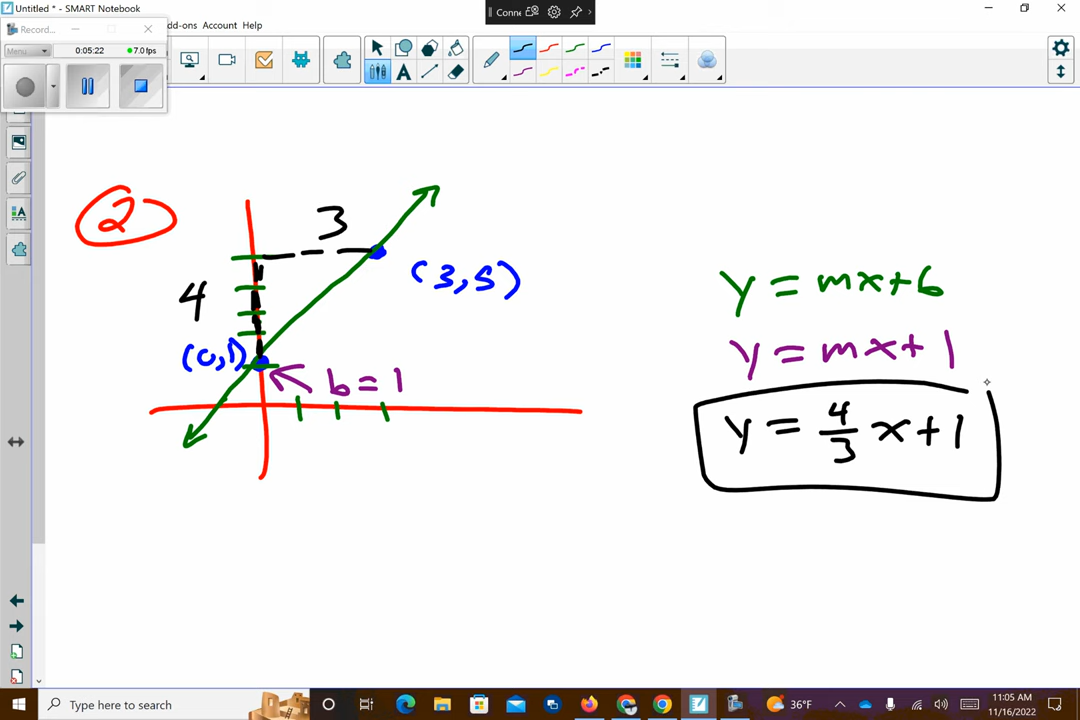 Untitled * - SMART Notebook
Conne
Record...
dd-ons Account Help
Menu
0:05:22
7.0 fps
A
A
2
3
(3,5)
4
(0,1)
b = 1
y = mx+b
y = mx+1
y = 4/3 x+1
Type here to search
36°F
11:05 AM
11/16/2022